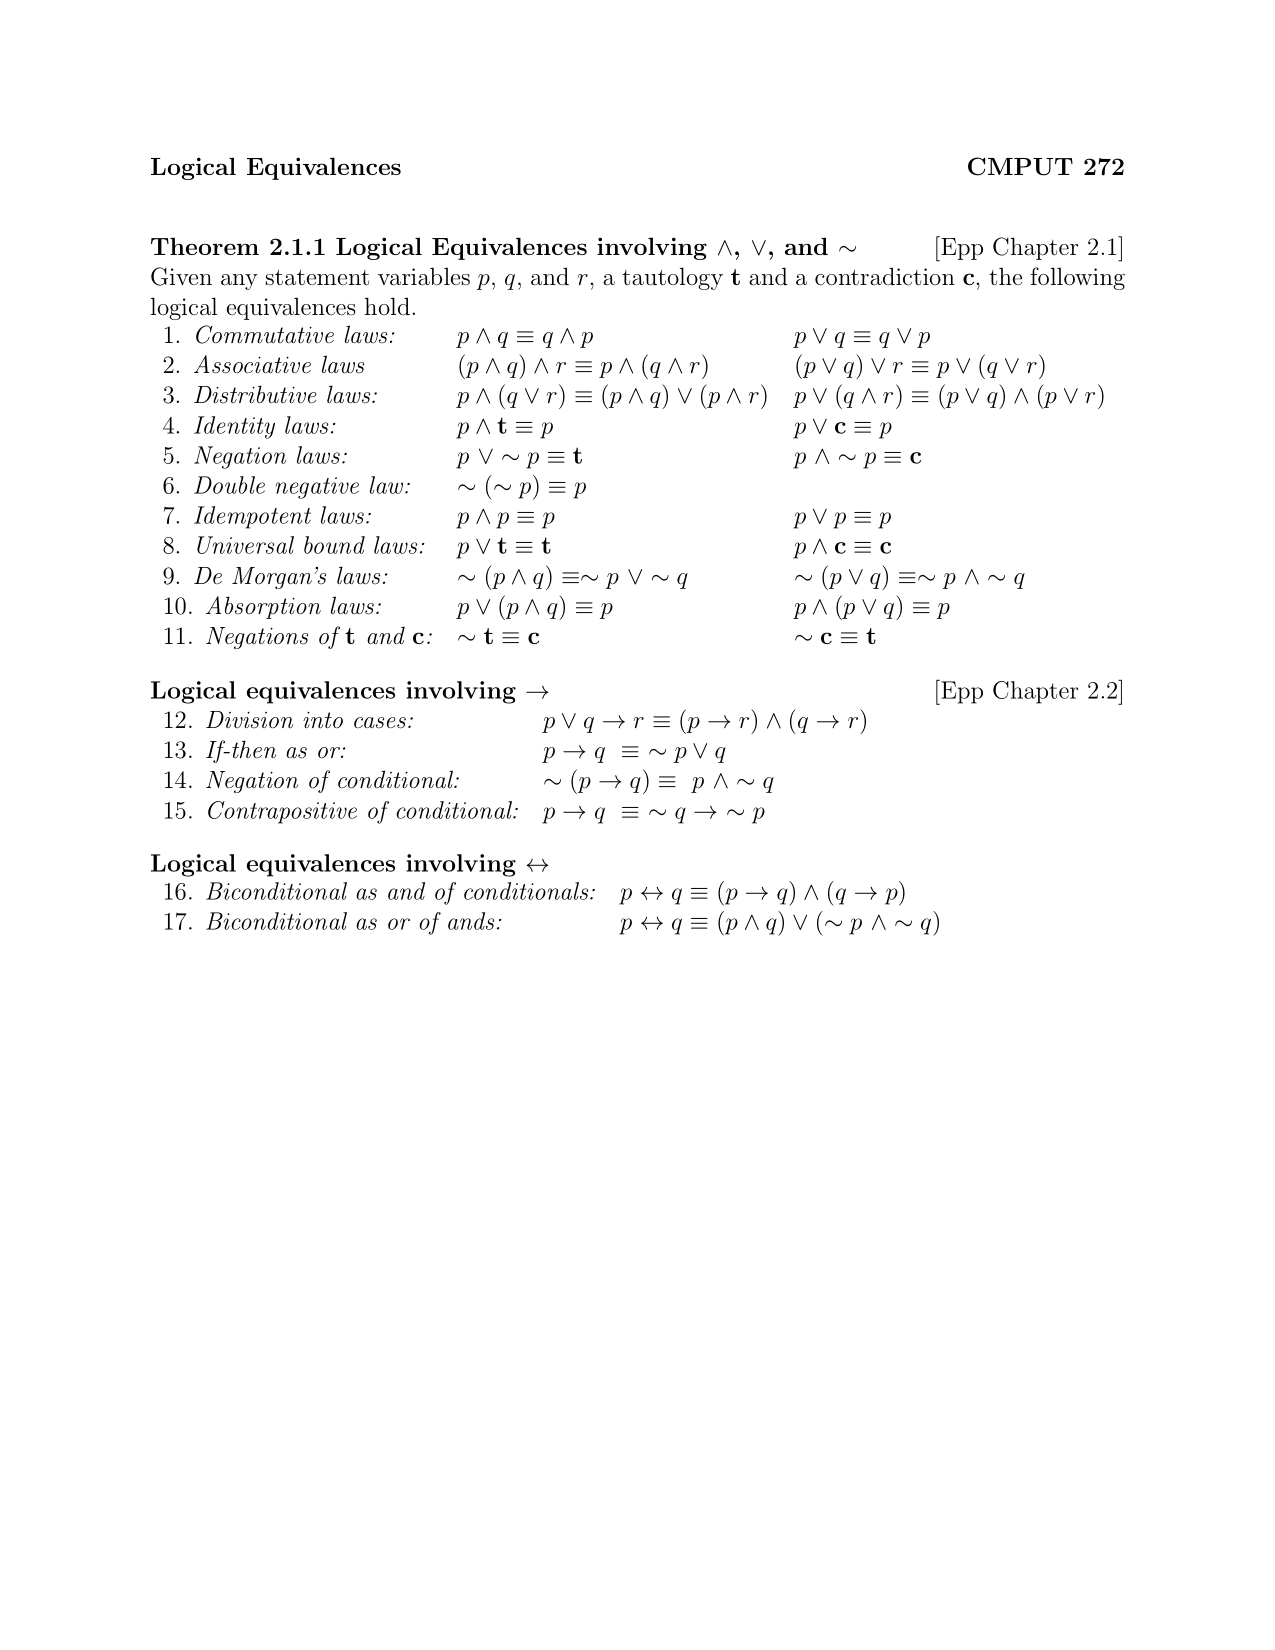 Logical Equivalences CMPUT 272
Theorem 2.1.1 Logical Equivalences involving ∧, ∨, and ∼ [Epp Chapter 2.1]
Given any statement variables p, q, and r, a tautology t and a contradiction c, the following
logical equivalences hold.
1. Commutative laws: p ∧ q ≡ q ∧ p p ∨ q ≡ q ∨ p
2. Associative laws (p ∧ q) ∧ r ≡ p ∧ (q ∧ r) (p ∨ q) ∨ r ≡ p ∨ (q ∨ r)
3. Distributive laws: p ∧ (q ∨ r) ≡ (p ∧ q) ∨ (p ∧ r) p ∨ (q ∧ r) ≡ (p ∨ q) ∧ (p ∨ r)
4. Identity laws: p ∧ t ≡ p p ∨ c ≡ p
5. Negation laws: p ∨ ∼ p ≡ t p ∧ ∼ p ≡ c
6. Double negative law: ∼ (∼ p) ≡ p
7. Idempotent laws: p ∧ p ≡ p p ∨ p ≡ p
8. Universal bound laws: p ∨ t ≡ t p ∧ c ≡ c
9. De Morgan's laws: ∼ (p ∧ q) ≡∼ p ∨ ∼ q ∼ (p ∨ q) ≡∼ p ∧ ∼ q
10. Absorption laws: p ∨ (p ∧ q) ≡ p p ∧ (p ∨ q) ≡ p
11. Negations of t and c: ∼ t ≡ c ∼ c ≡ t
Logical equivalences involving → [Epp Chapter 2.2]
12. Division into cases: p ∨ q → r ≡ (p → r) ∧ (q → r)
13. If-then as or: p → q ≡ ∼ p ∨ q
14. Negation of conditional: ∼ (p → q) ≡ p ∧ ∼ q
15. Contrapositive of conditional: p → q ≡ ∼ q → ∼ p
Logical equivalences involving ↔
16. Biconditional as and of conditionals: p ↔ q ≡ (p → q) ∧ (q → p)
17. Biconditional as or of ands: p ↔ q ≡ (p ∧ q) ∨ (∼ p ∧ ∼ q)